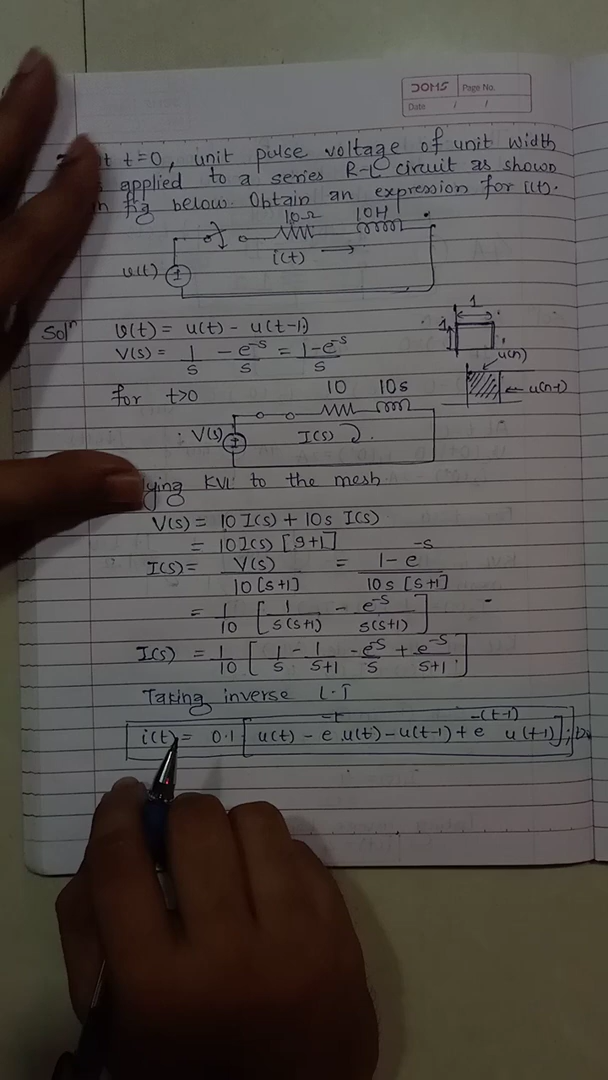 DOMS Page No.
Date / /
t t=0, unit pulse voltage of unit width
applied to a series R-L circuit as shown
n fig below. Obtain an expression for i(t).
10Ω 10H
i(t)
v(t)
Solⁿ v(t) = u(t) - u(t-1)
V(s) = 1/s - e^-s/s = 1-e^-s/s
1
1
u(n)
u(n-1)
for t>0
10 10s
V(s) I(s)
lying KVL to the mesh
V(s) = 10 I(s) + 10s I(s)
= 10 I(s) [s+1]
I(s) = V(s)/10[s+1] = 1-e^-s/10s[s+1]
= 1/10 [1/s(s+1) - e^-s/s(s+1)]
I(s) = 1/10 [1/s - 1/s+1 - e^-s/s + e^-s/s+1]
Taking inverse L.T
i(t) = 0.1 [u(t) - e^-t u(t) - u(t-1) + e^-(t-1) u(t-1)];